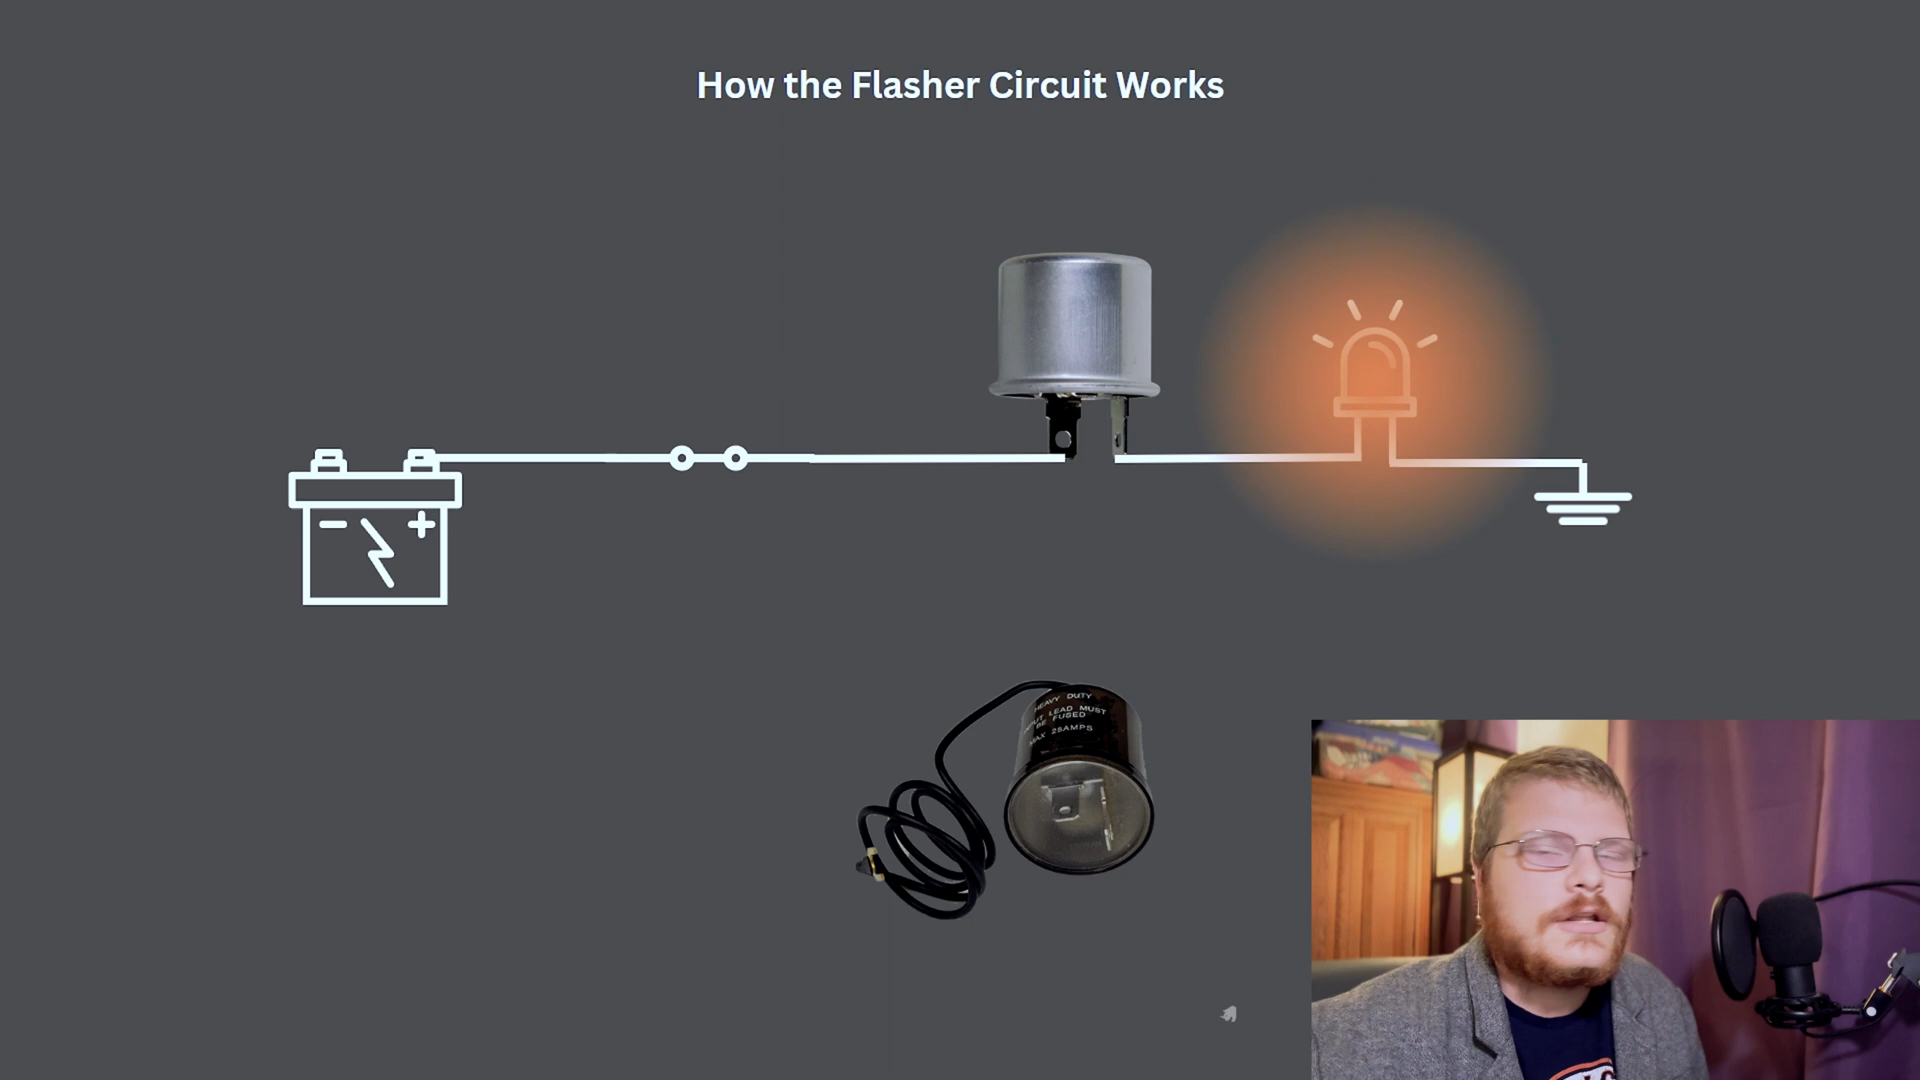 How the Flasher Circuit Works
HEAVY DUTY
LEAD MUST
BE FUSED
MAX 25AMPS